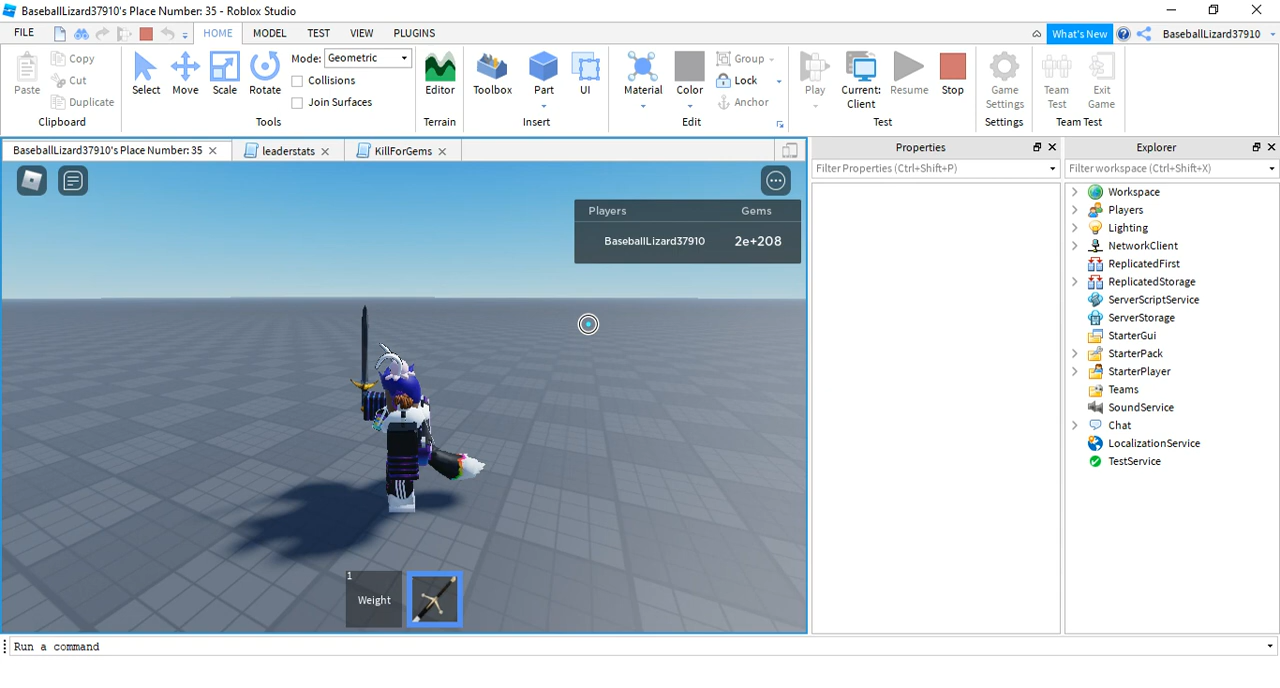 BaseballLizard37910's Place Number: 35 - Roblox Studio
FILE HOME MODEL TEST VIEW PLUGINS What's New BaseballLizard37910
Paste Copy Cut Duplicate
Clipboard
Select Move Scale Rotate
Mode: Geometric
Collisions
Join Surfaces
Tools
Editor
Terrain
Toolbox Part UI
Insert
Material Color Group Lock Anchor
Edit
Play Current: Client Resume Stop
Test
Game Settings
Settings
Team Test Exit Game
Team Test
BaseballLizard37910's Place Number: 35 leaderstats KillForGems
Players Gems
BaseballLizard37910 2e+208
1
Weight
Properties
Filter Properties (Ctrl+Shift+P)
Explorer
Filter workspace (Ctrl+Shift+X)
Workspace
Players
Lighting
NetworkClient
ReplicatedFirst
ReplicatedStorage
ServerScriptService
ServerStorage
StarterGui
StarterPack
StarterPlayer
Teams
SoundService
Chat
LocalizationService
TestService
Run a command